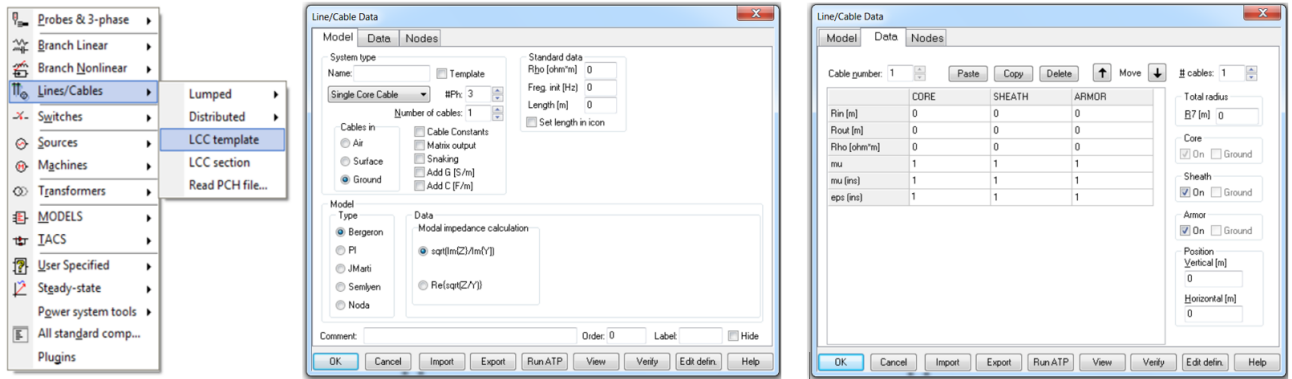 Probes & 3-phase
Branch Linear
Branch Nonlinear
Lines/Cables
Switches
Sources
Machines
Transformers
MODELS
TACS
User Specified
Steady-state
Power system tools
All standard comp...
Plugins
Lumped
Distributed
LCC template
LCC section
Read PCH file...
Line/Cable Data
Model Data Nodes
System type
Name: Template
Single Core Cable #Ph: 3
Number of cables: 1
Cables in
Air
Surface
Ground
Cable Constants
Matrix output
Snaking
Add G [S/m]
Add C [F/m]
Standard data
Rho [ohm*m] 0
Freq. init [Hz] 0
Length [m] 0
Set length in icon
Model
Type
Bergeron
PI
JMarti
Semlyen
Noda
Data
Modal impedance calculation
sqrt(Im{Z}/Im{Y})
Re{sqrt(Z/Y)}
Comment: Order: 0 Label: Hide
OK Cancel Import Export Run ATP View Verify Edit defin. Help
Line/Cable Data
Model Data Nodes
Cable number: 1 Paste Copy Delete Move # cables: 1
CORE SHEATH ARMOR
Rin [m] 0 0 0
Rout [m] 0 0 0
Rho [ohm*m] 0 0 0
mu 1 1 1
mu (ins) 1 1 1
eps (ins) 1 1 1
Total radius
R7 [m] 0
Core
On Ground
Sheath
On Ground
Armor
On Ground
Position
Vertical [m]
0
Horizontal [m]
0
OK Cancel Import Export Run ATP View Verify Edit defin. Help